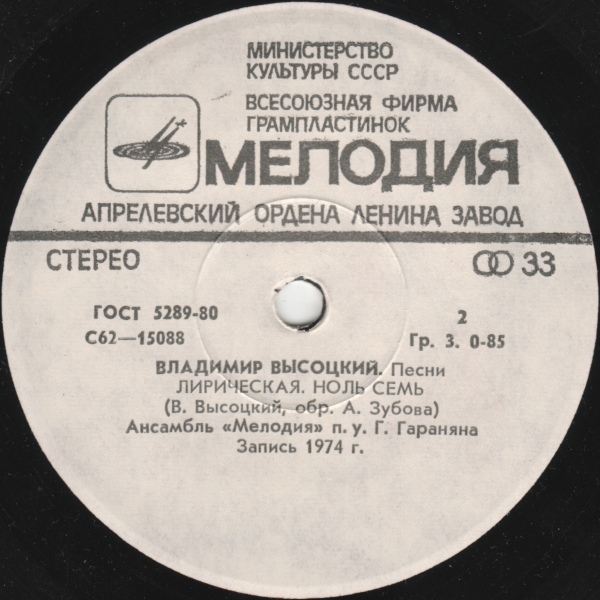 МИНИСТЕРСТВО
КУЛЬТУРЫ СССР
ВСЕСОЮЗНАЯ ФИРМА
ГРАМПЛАСТИНОК
МЕЛОДИЯ
АПРЕЛЕВСКИЙ ОРДЕНА ЛЕНИНА ЗАВОД
СТЕРЕО 33
ГОСТ 5289-80 2
С62—15088 Гр. 3. 0-85
ВЛАДИМИР ВЫСОЦКИЙ. Песни
ЛИРИЧЕСКАЯ. НОЛЬ СЕМЬ
(В. Высоцкий, обр. А. Зубова)
Ансамбль «Мелодия» п. у. Г. Гараняна
Запись 1974 г.